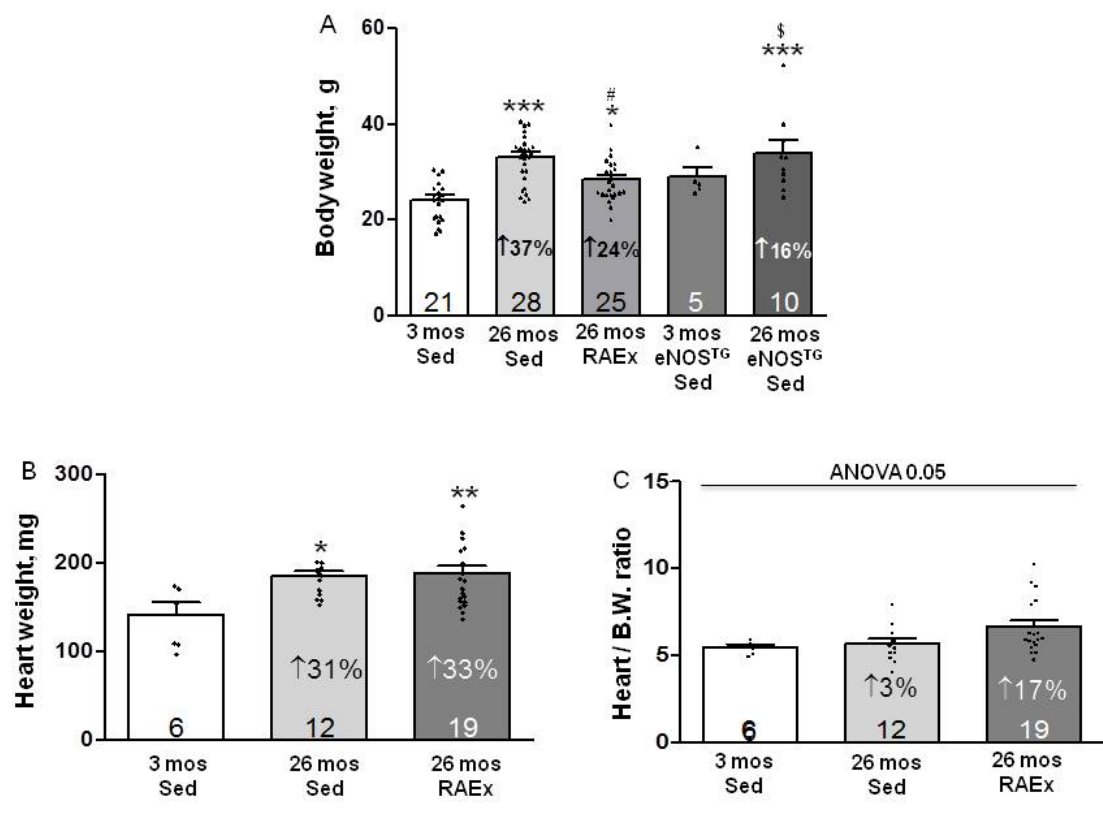 A
Bodyweight, g
60
40
20
0
***
#
*
$
***
↑37%
↑24%
↑16%
21
28
25
5
10
3 mos
Sed
26 mos
Sed
26 mos
RAEx
3 mos
eNOSᵀᴳ
Sed
26 mos
eNOSᵀᴳ
Sed
B
Heart weight, mg
300
200
100
0
*
**
↑31%
↑33%
6
12
19
3 mos
Sed
26 mos
Sed
26 mos
RAEx
C
Heart / B.W. ratio
ANOVA 0.05
15
10
5
0
↑3%
↑17%
6
12
19
3 mos
Sed
26 mos
Sed
26 mos
RAEx